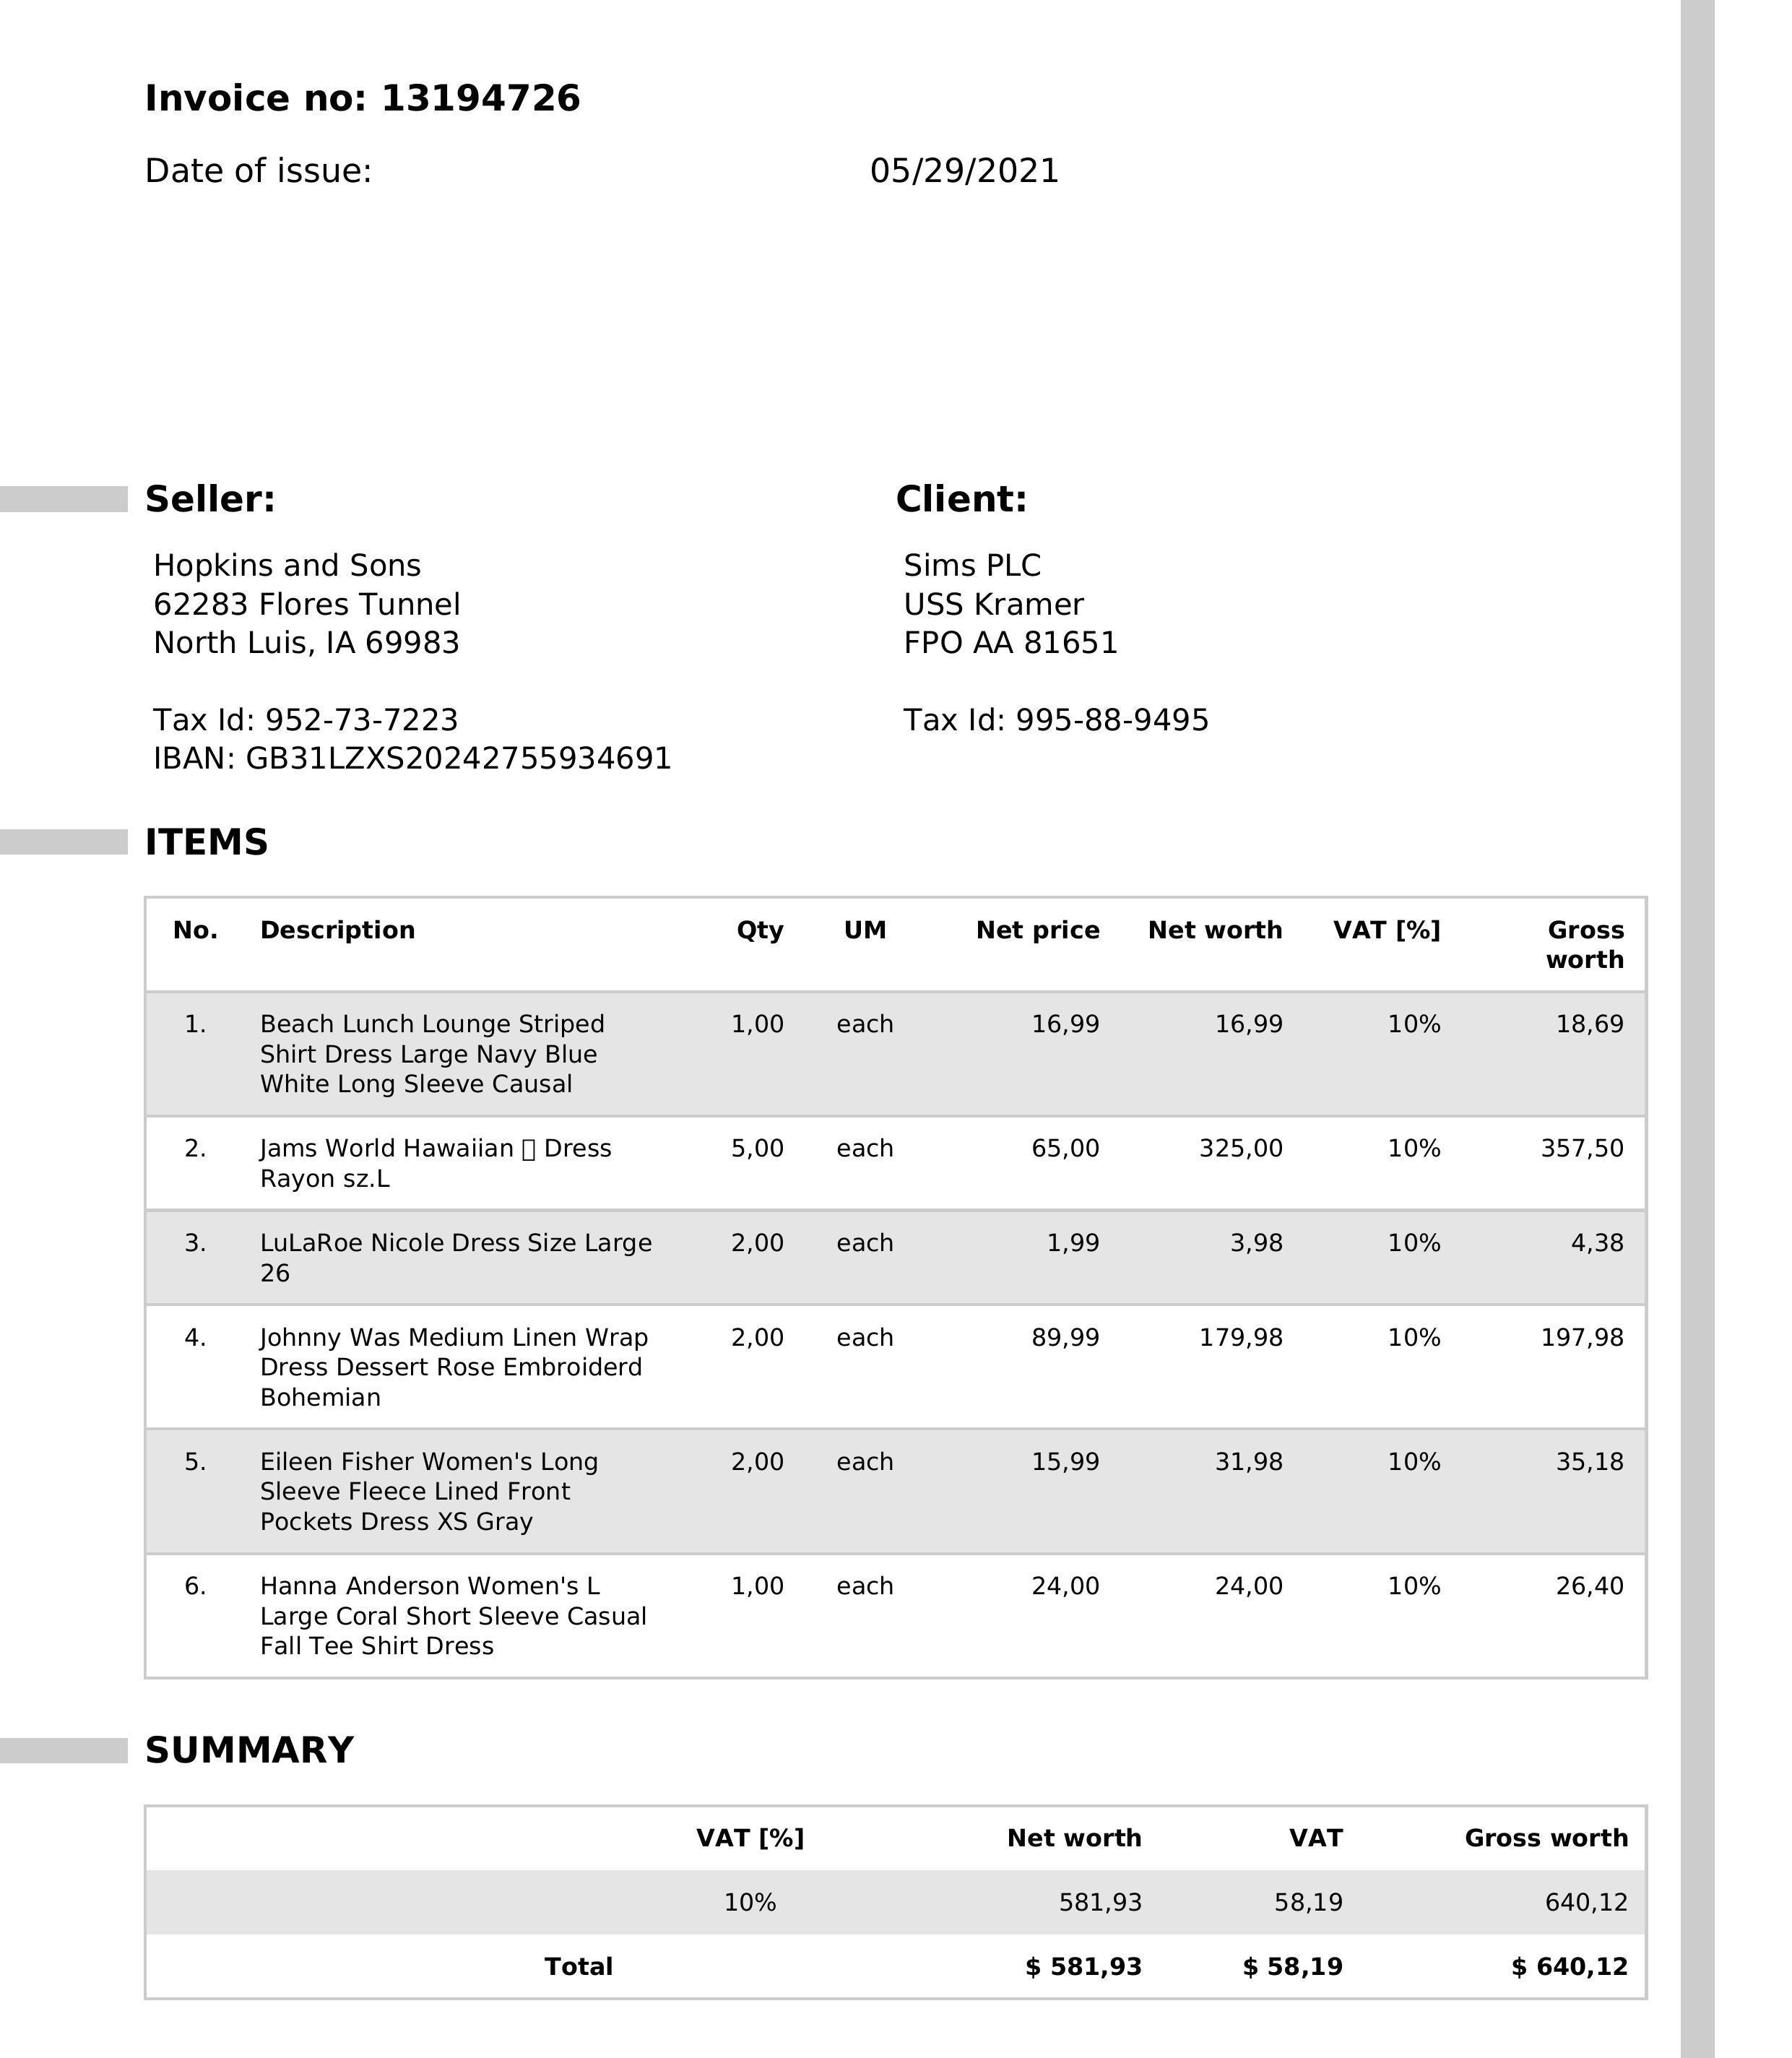 Invoice no: 13194726
Date of issue: 05/29/2021
Seller:
Hopkins and Sons
62283 Flores Tunnel
North Luis, IA 69983
Tax Id: 952-73-7223
IBAN: GB31LZXS20242755934691
Client:
Sims PLC
USS Kramer
FPO AA 81651
Tax Id: 995-88-9495
ITEMS
No. Description Qty UM Net price Net worth VAT [%] Gross
worth
1. Beach Lunch Lounge Striped 1,00 each 16,99 16,99 10% 18,69
Shirt Dress Large Navy Blue
White Long Sleeve Causal
2. Jams World Hawaiian ▯ Dress 5,00 each 65,00 325,00 10% 357,50
Rayon sz.L
3. LuLaRoe Nicole Dress Size Large 2,00 each 1,99 3,98 10% 4,38
26
4. Johnny Was Medium Linen Wrap 2,00 each 89,99 179,98 10% 197,98
Dress Dessert Rose Embroiderd
Bohemian
5. Eileen Fisher Women's Long 2,00 each 15,99 31,98 10% 35,18
Sleeve Fleece Lined Front
Pockets Dress XS Gray
6. Hanna Anderson Women's L 1,00 each 24,00 24,00 10% 26,40
Large Coral Short Sleeve Casual
Fall Tee Shirt Dress
SUMMARY
VAT [%] Net worth VAT Gross worth
10% 581,93 58,19 640,12
Total $ 581,93 $ 58,19 $ 640,12